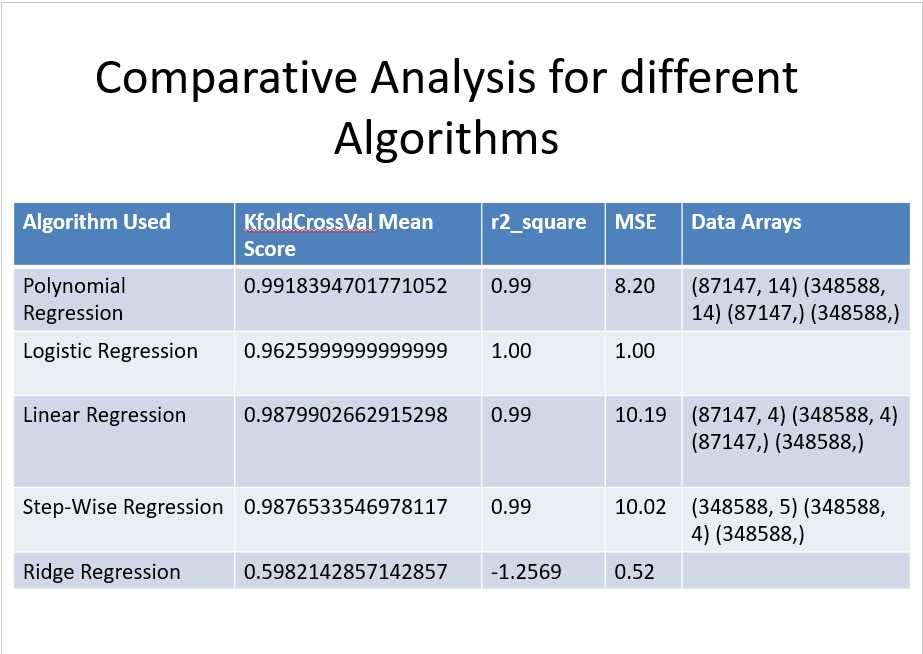 Comparative Analysis for different
Algorithms
Algorithm Used
KfoldCrossVal Mean
Score
r2_square
MSE
Data Arrays
Polynomial
Regression
0.9918394701771052
0.99
8.20
(87147, 14) (348588,
14) (87147,) (348588,)
Logistic Regression
0.9625999999999999
1.00
1.00
Linear Regression
0.9879902662915298
0.99
10.19
(87147, 4) (348588, 4)
(87147,) (348588,)
Step-Wise Regression
0.9876533546978117
0.99
10.02
(348588, 5) (348588,
4) (348588,)
Ridge Regression
0.5982142857142857
-1.2569
0.52